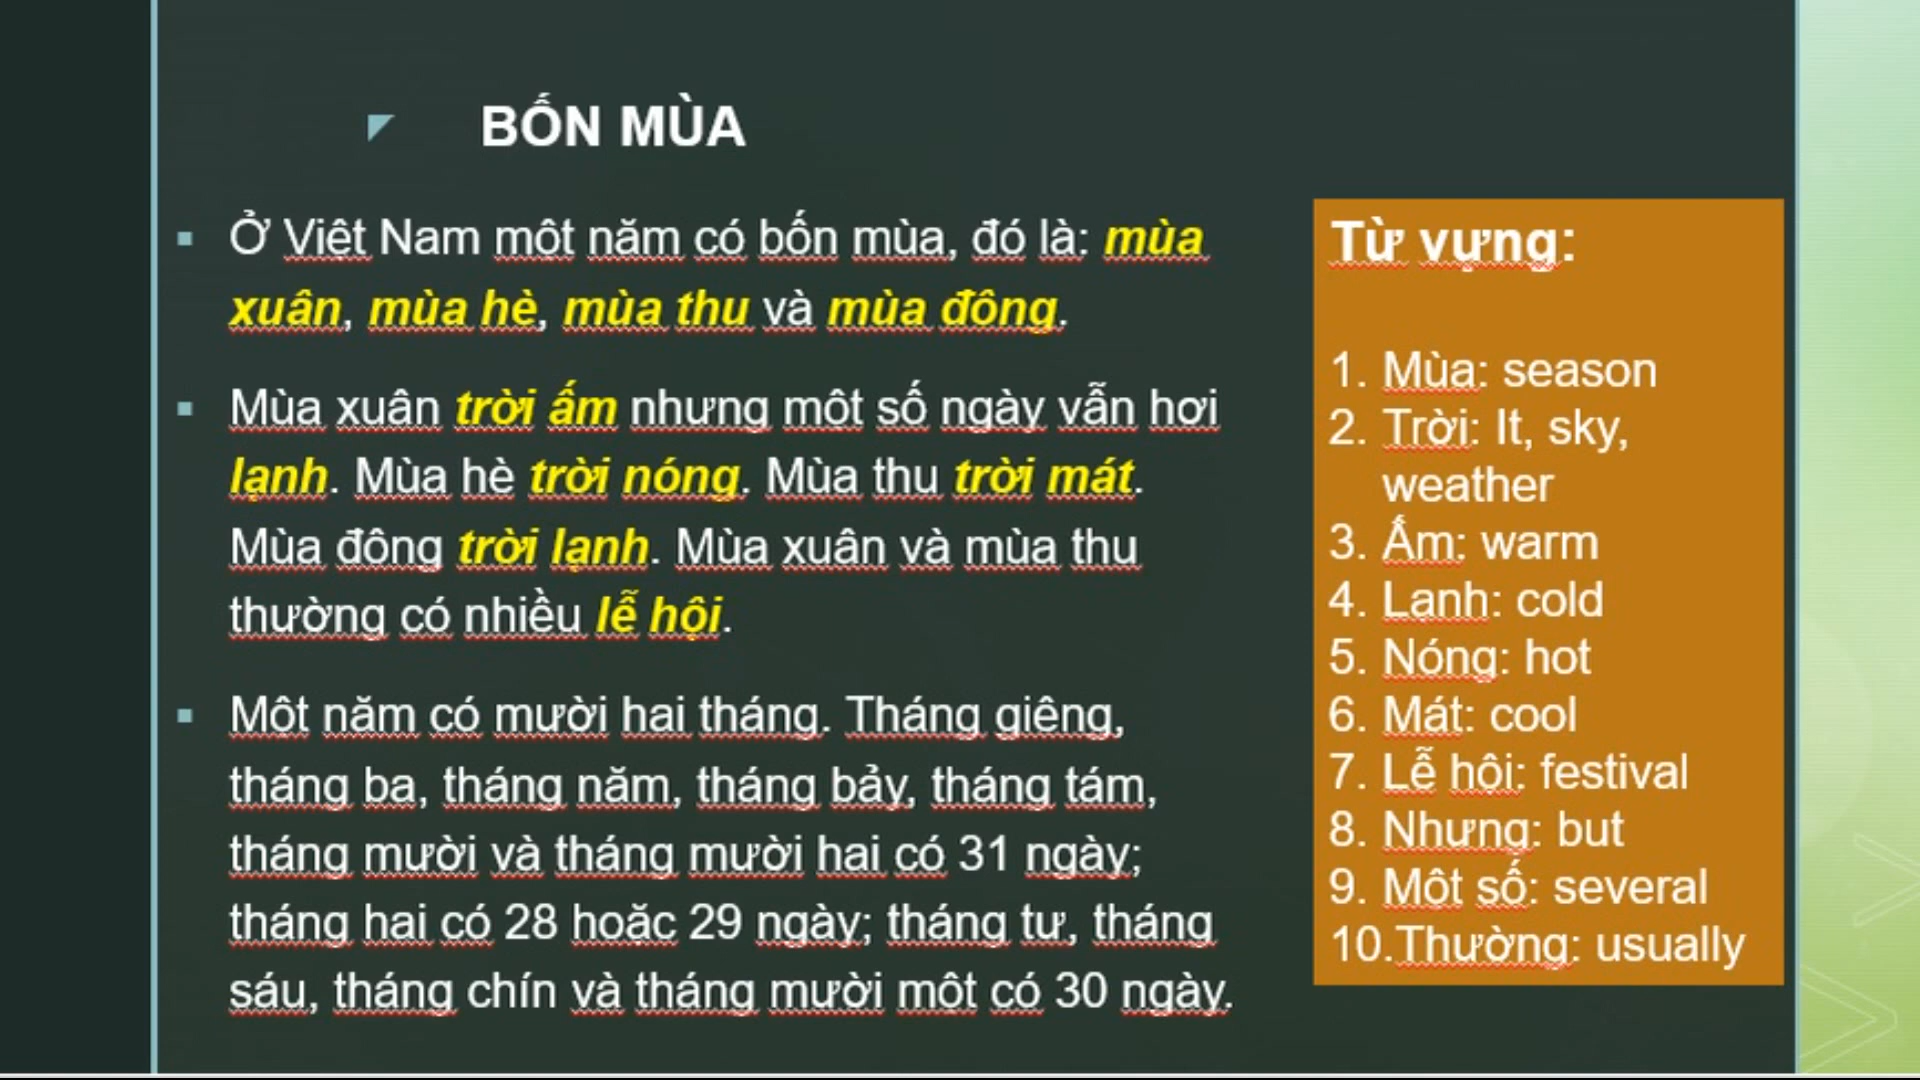 BỐN MÙA
Ở Việt Nam một năm có bốn mùa, đó là: mùa
xuân, mùa hè, mùa thu và mùa đông.
Mùa xuân trời ấm nhưng một số ngày vẫn hơi
lạnh. Mùa hè trời nóng. Mùa thu trời mát.
Mùa đông trời lạnh. Mùa xuân và mùa thu
thường có nhiều lễ hội.
Một năm có mười hai tháng. Tháng giêng,
tháng ba, tháng năm, tháng bảy, tháng tám,
tháng mười và tháng mười hai có 31 ngày;
tháng hai có 28 hoặc 29 ngày; tháng tư, tháng
sáu, tháng chín và tháng mười một có 30 ngày.
Từ vựng:
1. Mùa: season
2. Trời: It, sky,
weather
3. Ấm: warm
4. Lạnh: cold
5. Nóng: hot
6. Mát: cool
7. Lễ hội: festival
8. Nhưng: but
9. Một số: several
10.Thường: usually